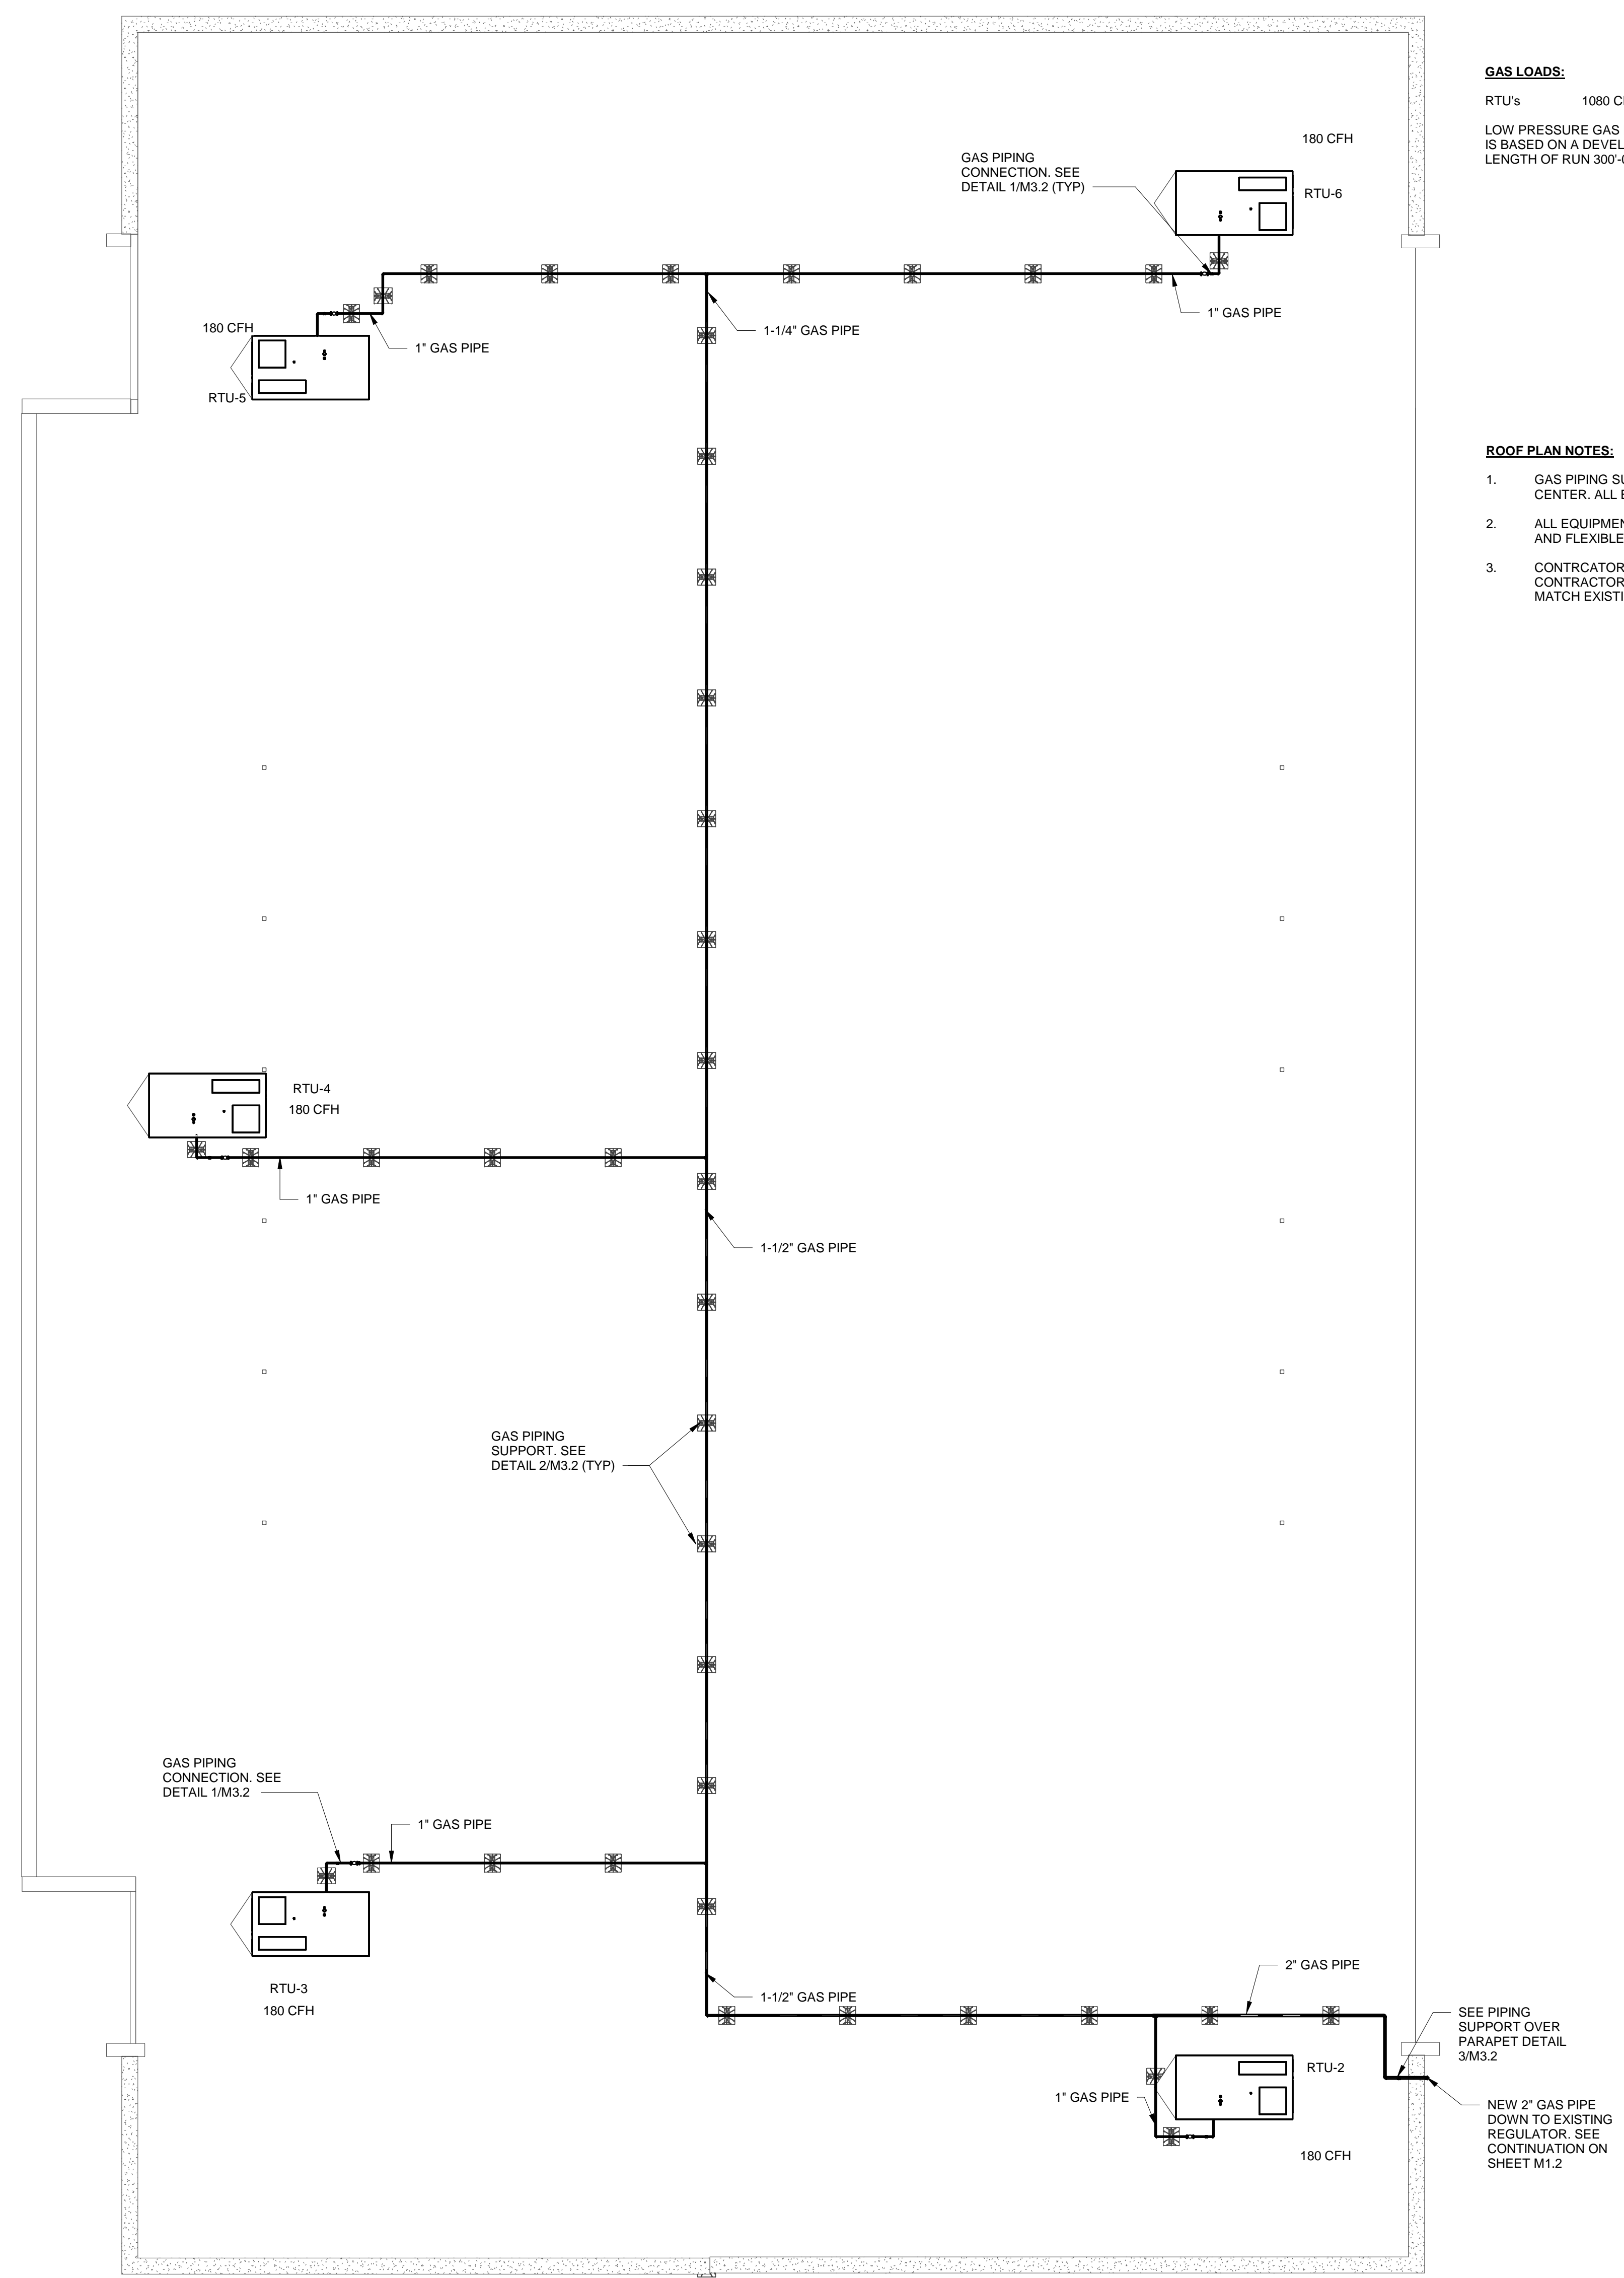 GAS LOADS:
RTU's 1080
LOW PRESSURE GAS
IS BASED ON A
LENGTH OF RUN
180 CFH
GAS PIPING
CONNECTION. SEE
DETAIL 1/M3.2 (TYP)
RTU-6
1" GAS PIPE
180 CFH
1" GAS PIPE
RTU-5
1-1/4" GAS PIPE
ROOF PLAN NOTES:
1. GAS PIPING
CENTER. ALL
2. ALL
AND FLEXIBLE
3. CONTRCATOR
CONTRACTOR
MATCH
RTU-4
180 CFH
1" GAS PIPE
1-1/2" GAS PIPE
GAS PIPING
SUPPORT. SEE
DETAIL 2/M3.2 (TYP)
GAS PIPING
CONNECTION. SEE
DETAIL 1/M3.2
1" GAS PIPE
RTU-3
180 CFH
1-1/2" GAS PIPE
2" GAS PIPE
SEE PIPING
SUPPORT OVER
PARAPET DETAIL
3/M3.2
RTU-2
1" GAS PIPE
180 CFH
NEW 2" GAS PIPE
DOWN TO EXISTING
REGULATOR. SEE
CONTINUATION ON
SHEET M1.2